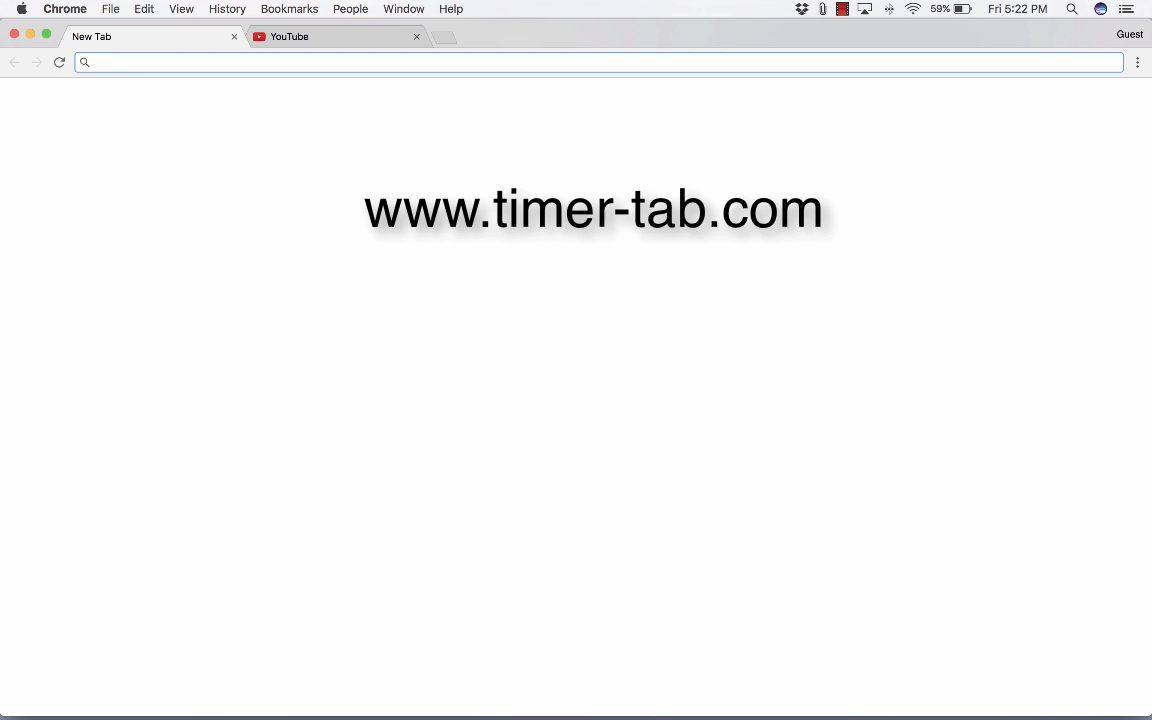 Chrome File Edit View History Bookmarks People Window Help 59% Fri 5:22 PM
New Tab YouTube Guest
www.timer-tab.com